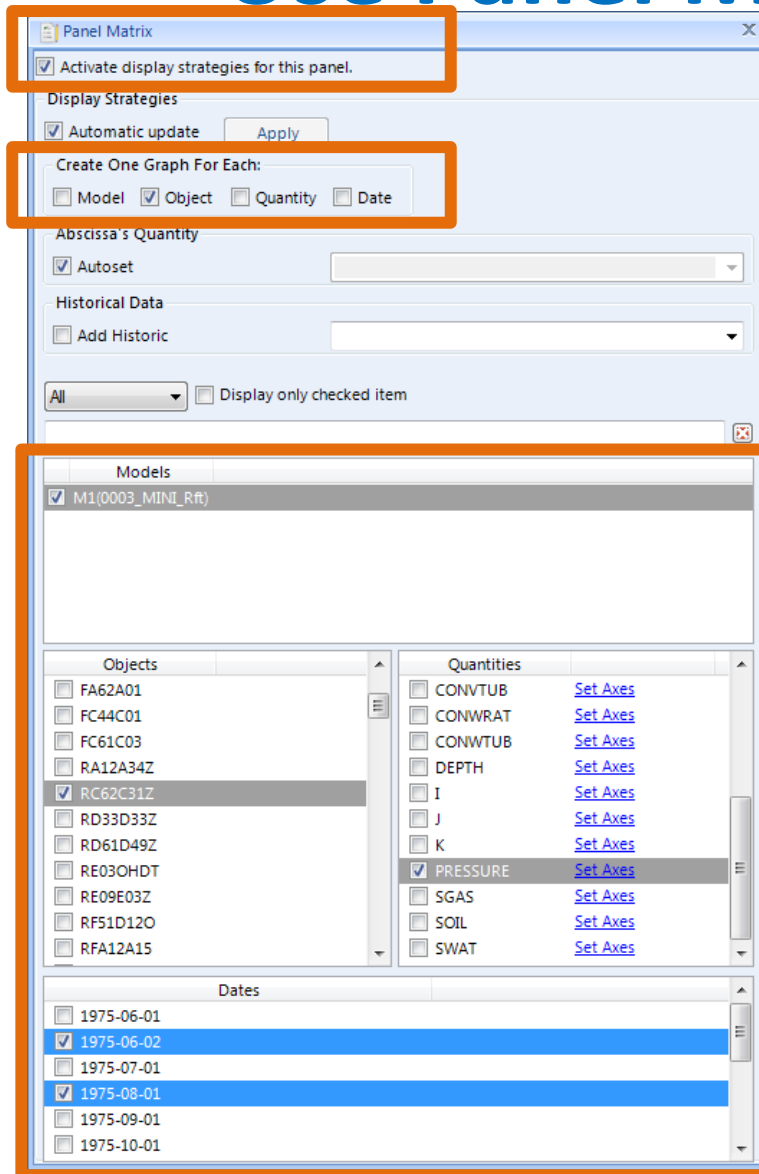 Panel Matrix
Activate display strategies for this panel.
Display Strategies
Automatic update Apply
Create One Graph For Each:
Model Object Quantity Date
Abscissa's Quantity
Autoset
Historical Data
Add Historic
All Display only checked item
Models
M1(0003_MINI_Rft)
Objects Quantities
FA62A01 CONVTUB Set Axes
FC44C01 CONWRAT Set Axes
FC61C03 CONWTUB Set Axes
RA12A34Z DEPTH Set Axes
RC62C31Z I Set Axes
RD33D33Z J Set Axes
RD61D49Z K Set Axes
RE03OHDT PRESSURE Set Axes
RE09E03Z SGAS Set Axes
RF51D12O SOIL Set Axes
RFA12A15 SWAT Set Axes
Dates
1975-06-01
1975-06-02
1975-07-01
1975-08-01
1975-09-01
1975-10-01